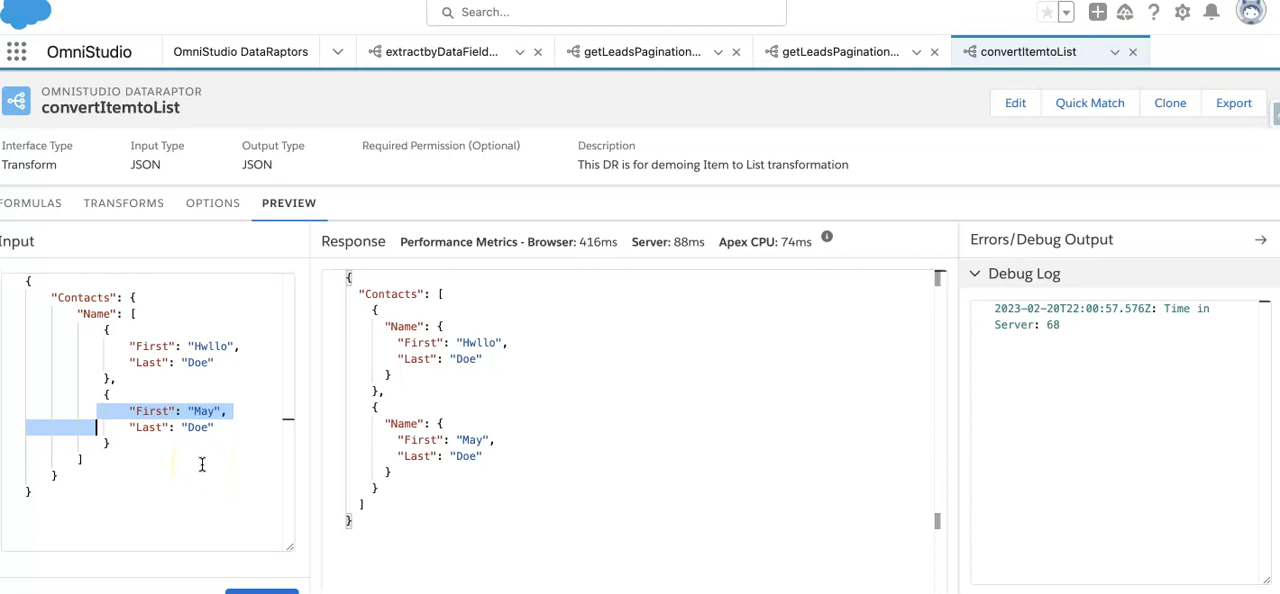 Search...
OmniStudio
OmniStudio DataRaptors
extractbyDataField...
getLeadsPagination...
getLeadsPagination...
convertItemtoList
OMNISTUDIO DATARAPTOR
convertItemtoList
Edit
Quick Match
Clone
Export
Interface Type
Input Type
Output Type
Required Permission (Optional)
Description
Transform
JSON
JSON
This DR is for demoing Item to List transformation
FORMULAS
TRANSFORMS
OPTIONS
PREVIEW
Input
{
"Contacts": {
"Name": [
{
"First": "Hwllo",
"Last": "Doe"
},
{
"First": "May",
"Last": "Doe"
}
]
}
}
Response
Performance Metrics - Browser: 416ms Server: 88ms Apex CPU: 74ms
{
"Contacts": [
{
"Name": {
"First": "Hwllo",
"Last": "Doe"
}
},
{
"Name": {
"First": "May",
"Last": "Doe"
}
}
]
}
Errors/Debug Output
Debug Log
2023-02-20T22:00:57.576Z: Time in
Server: 68